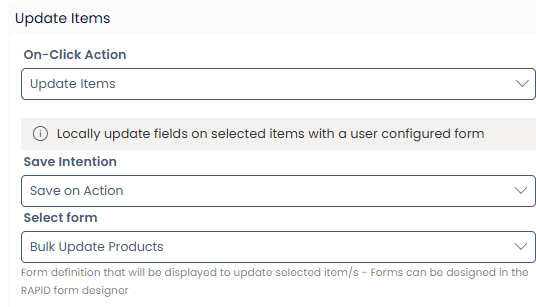 Update Items
On-Click Action
Update Items
Locally update fields on selected items with a user configured form
Save Intention
Save on Action
Select form
Bulk Update Products
Form definition that will be displayed to update selected item/s - Forms can be designed in the
RAPID form designer